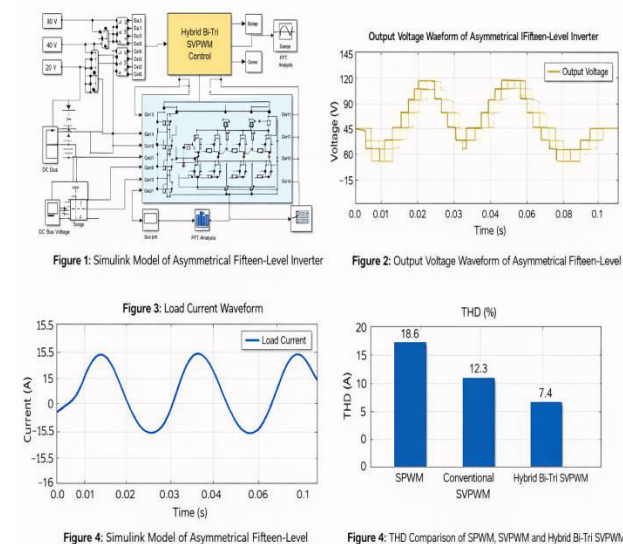 80 V
40 V
20 V
Hybrid Bi-Tri
SVPWM
Control
FFT
Analysis
DC Bus
DC Bus Voltage
FFT Analysis
Figure 1: Simulink Model of Asymmetrical Fifteen-Level Inverter
Output Voltage Waeform of Asymmetrical IFifteen-Level Inverter
Output Voltage
Voltage (V)
145
120
90
45
80
-15
0.0 0.01 0.02 0.03 0.04 0.05 0.06 0.08 0.1
Time (s)
Figure 2: Output Voltage Waveform of Asymmetrical Fifteen-Level
Figure 3: Load Current Waveform
Load Current
Current (A)
15.5
15.5
15
0
-15.5
-15.5
-16
0.0 0.01 0.02 0.03 0.04 0.06 0.1
Time (s)
Figure 4: Simulink Model of Asymmetrical Fifteen-Level
THD (%)
THD (A)
20
15
10
5
0
0
18.6
12.3
7.4
SPWM
Conventional
SVPWM
Hybrid Bi-Tri SVPWM
Figure 4: THD Comparison of SPWM, SVPWM and Hybrid Bi-Tri SVPWM